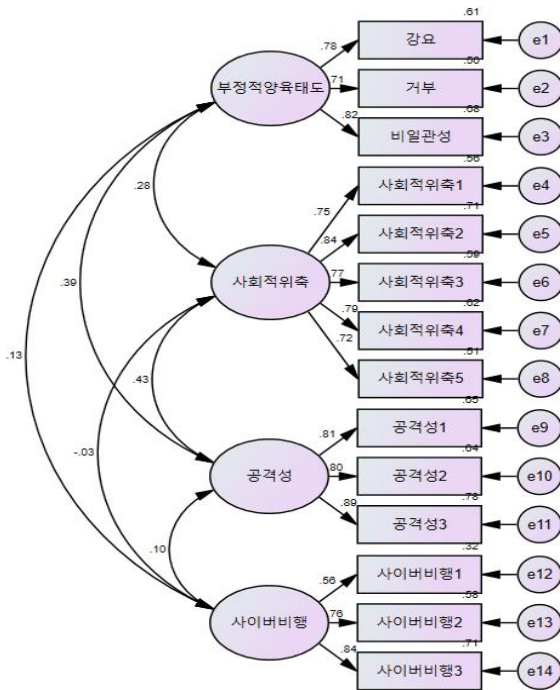 .61
.78
강요
e1
.50
부정적양육태도
.71
거부
e2
.68
.82
비일관성
e3
.56
.28
.75
사회적위축1
e4
.71
.84
사회적위축2
e5
.59
사회적위축
.77
사회적위축3
e6
.62
.39
.79
사회적위축4
e7
.51
.72
사회적위축5
e8
.13
.43
.65
.81
공격성1
e9
-.03
.64
공격성
.80
공격성2
e10
.78
.89
공격성3
e11
.32
.10
.56
사이버비행1
e12
.58
사이버비행
.76
사이버비행2
e13
.71
.84
사이버비행3
e14